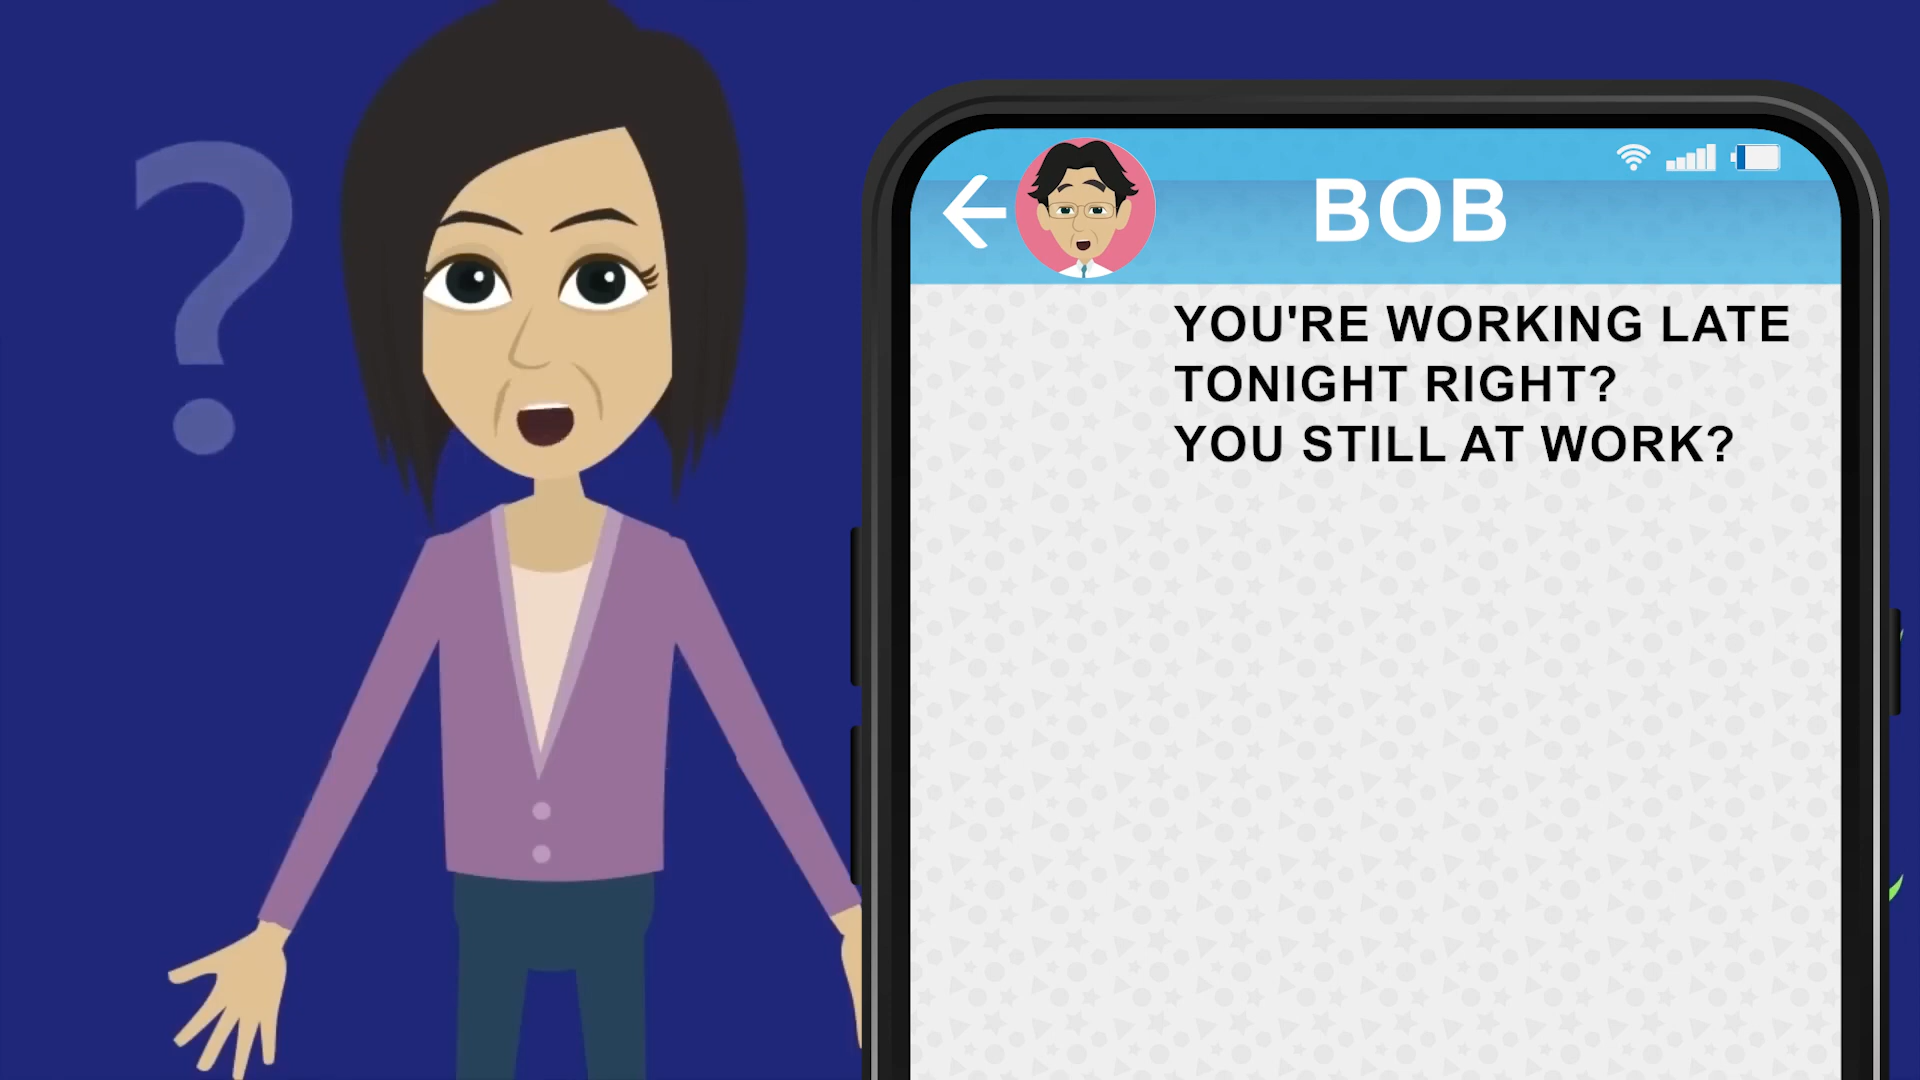 ?
BOB
YOU'RE WORKING LATE
TONIGHT RIGHT?
YOU STILL AT WORK?